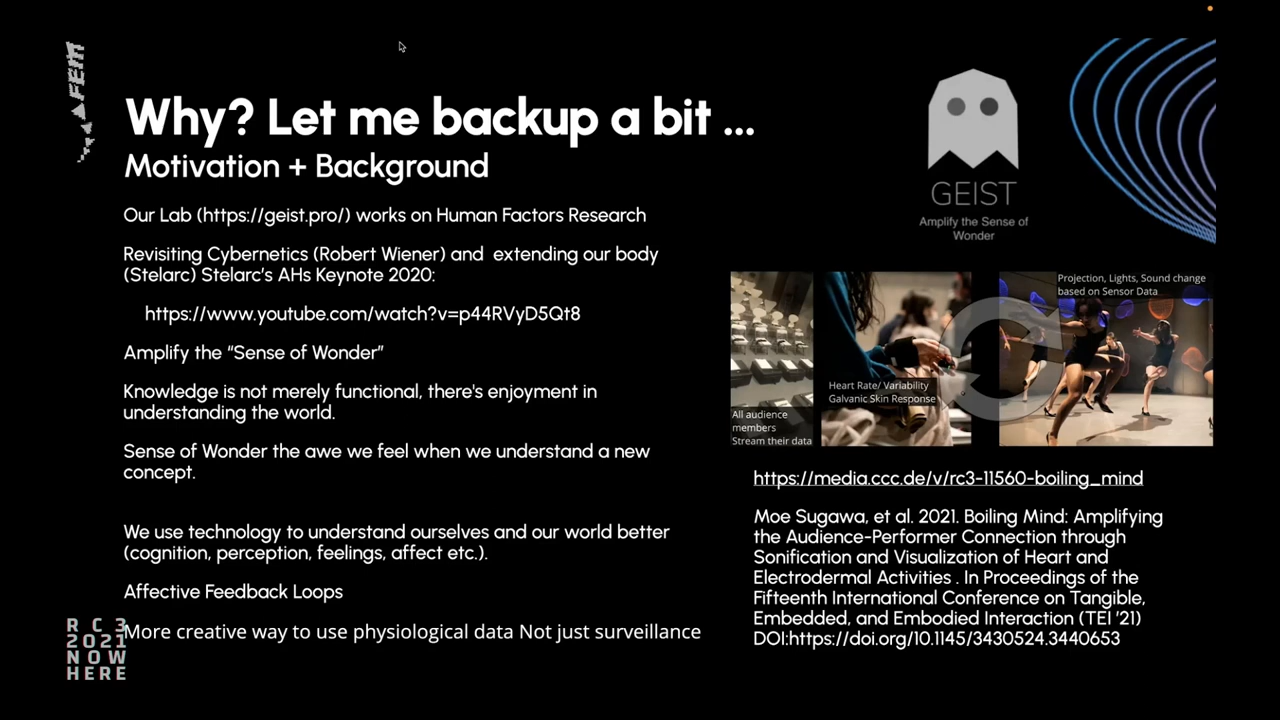 FEM
Why? Let me backup a bit ...
Motivation + Background
Our Lab (https://geist.pro/) works on Human Factors Research
Revisiting Cybernetics (Robert Wiener) and  extending our body
(Stelarc) Stelarc's AHs Keynote 2020:
https://www.youtube.com/watch?v=p44RVyD5Qt8
Amplify the “Sense of Wonder”
Knowledge is not merely functional, there's enjoyment in
understanding the world.
Sense of Wonder the awe we feel when we understand a new
concept.
We use technology to understand ourselves and our world better
(cognition, perception, feelings, affect etc.).
Affective Feedback Loops
More creative way to use physiological data Not just surveillance
RC3
2021
NOW
HERE
GEIST
Amplify the Sense of
Wonder
All audience
members
Stream their data
Heart Rate/ Variability
Galvanic Skin Response
Projection, Lights, Sound change
based on Sensor Data
https://media.ccc.de/v/rc3-11560-boiling_mind
Moe Sugawa, et al. 2021. Boiling Mind: Amplifying
the Audience-Performer Connection through
Sonification and Visualization of Heart and
Electrodermal Activities . In Proceedings of the
Fifteenth International Conference on Tangible,
Embedded, and Embodied Interaction (TEI '21)
DOI:https://doi.org/10.1145/3430524.3440653